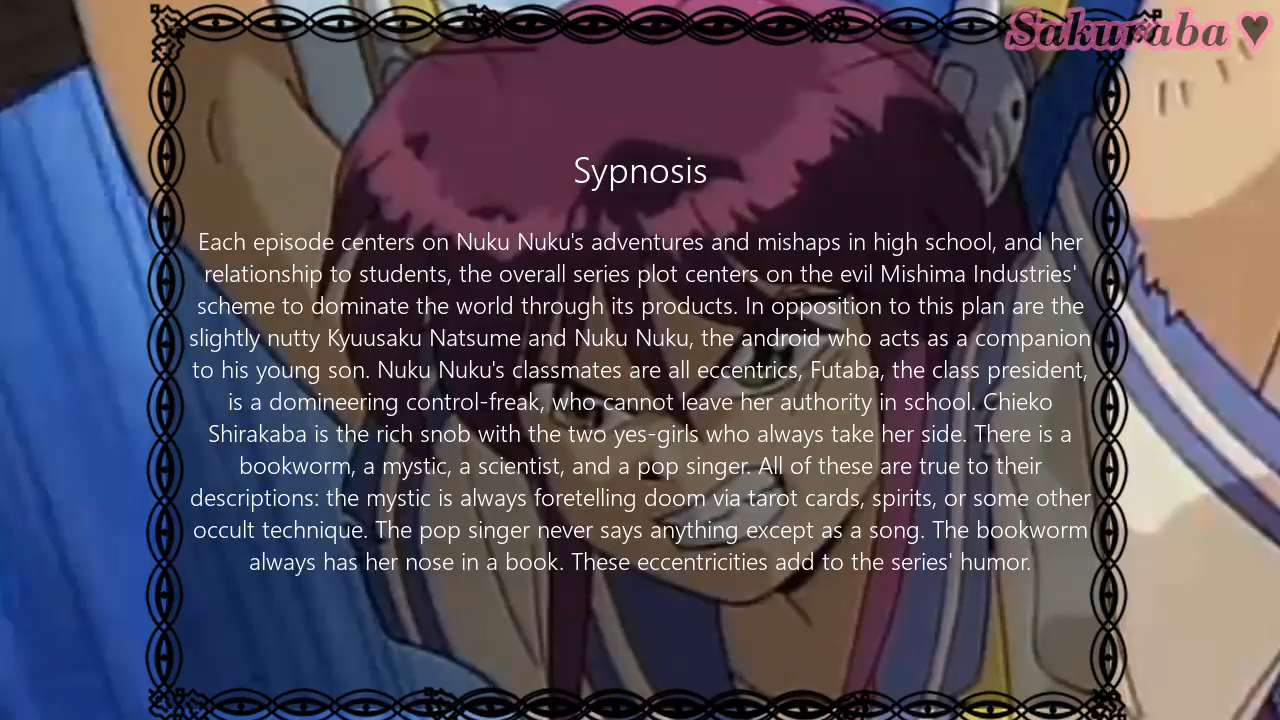 Sakuraba ♥
Sypnosis
Each episode centers on Nuku Nuku's adventures and mishaps in high school, and her
relationship to students, the overall series plot centers on the evil Mishima Industries'
scheme to dominate the world through its products. In opposition to this plan are the
slightly nutty Kyuusaku Natsume and Nuku Nuku, the android who acts as a companion
to his young son. Nuku Nuku's classmates are all eccentrics, Futaba, the class president,
is a domineering control-freak, who cannot leave her authority in school. Chieko
Shirakaba is the rich snob with the two yes-girls who always take her side. There is a
bookworm, a mystic, a scientist, and a pop singer. All of these are true to their
descriptions: the mystic is always foretelling doom via tarot cards, spirits, or some other
occult technique. The pop singer never says anything except as a song. The bookworm
always has her nose in a book. These eccentricities add to the series' humor.